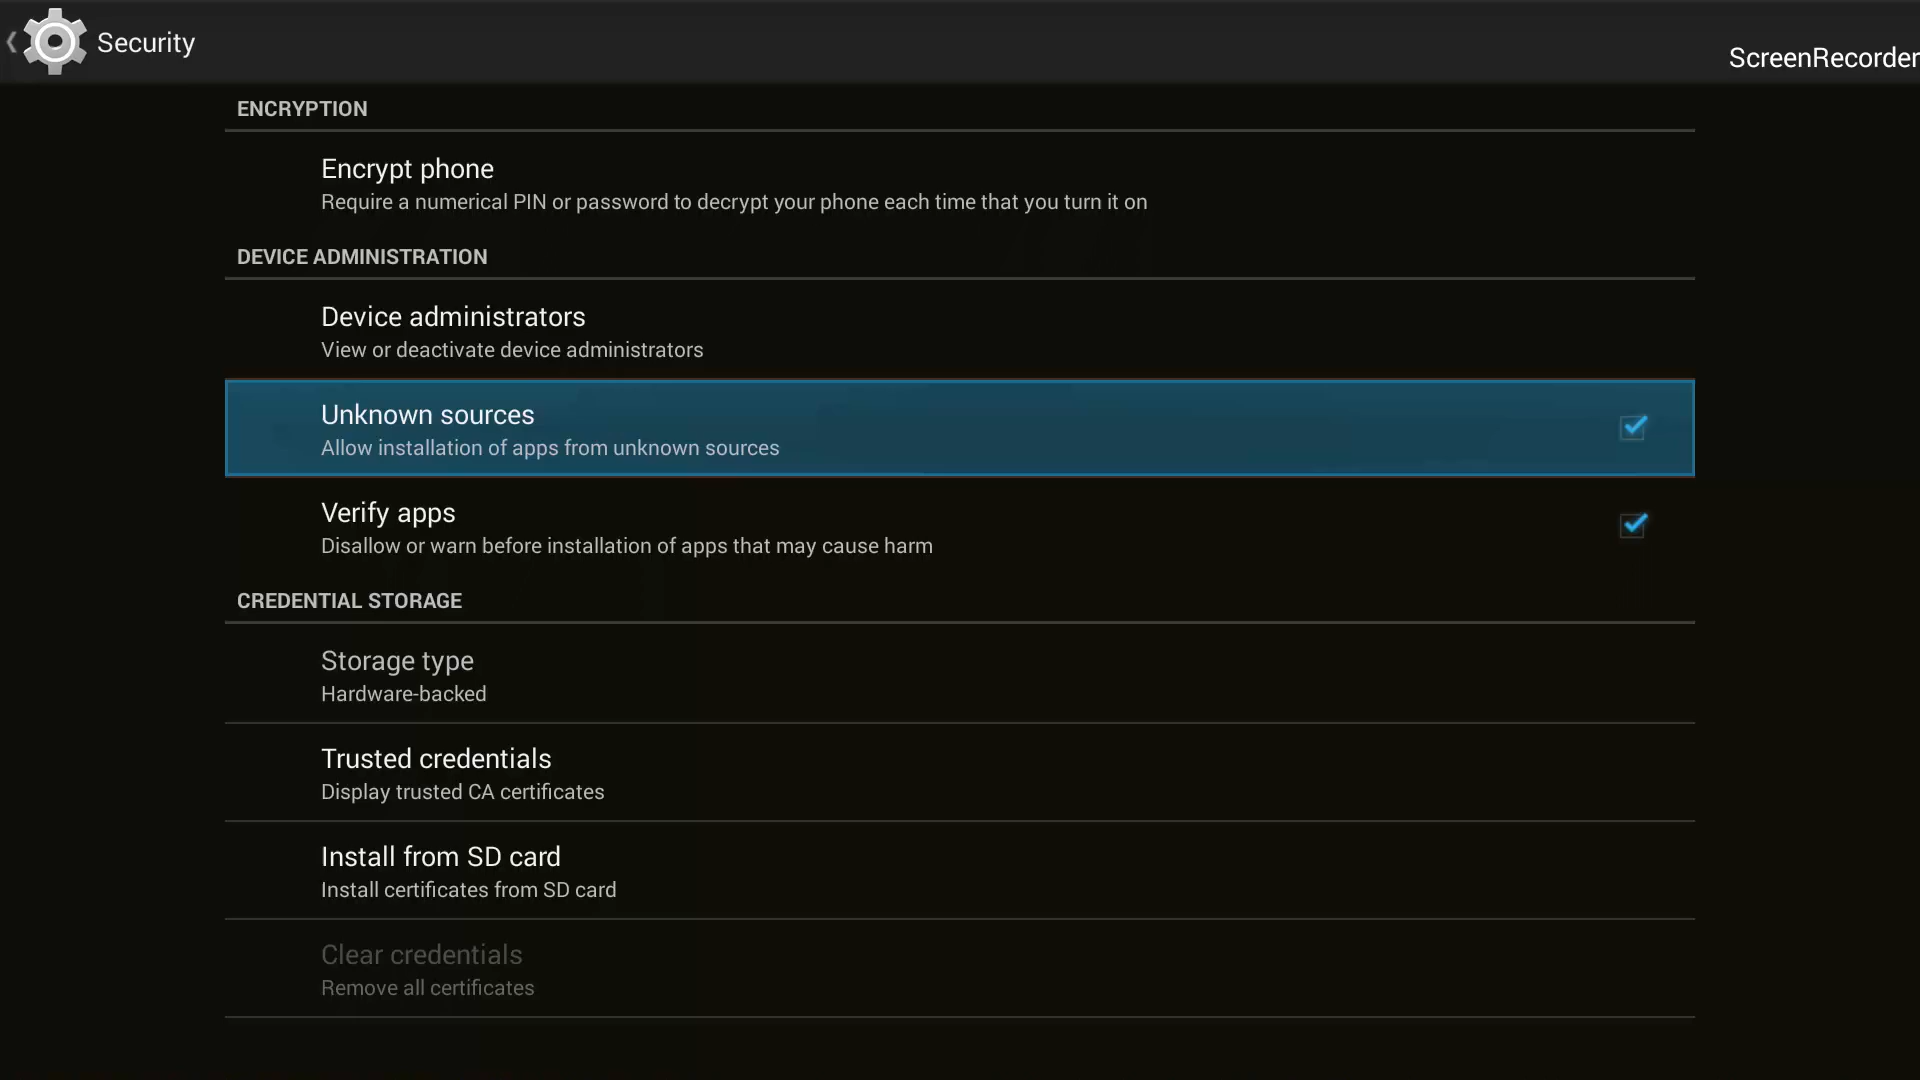 Security
ScreenRecorder
ENCRYPTION
Encrypt phone
Require a numerical PIN or password to decrypt your phone each time that you turn it on
DEVICE ADMINISTRATION
Device administrators
View or deactivate device administrators
Unknown sources
Allow installation of apps from unknown sources
Verify apps
Disallow or warn before installation of apps that may cause harm
CREDENTIAL STORAGE
Storage type
Hardware-backed
Trusted credentials
Display trusted CA certificates
Install from SD card
Install certificates from SD card
Clear credentials
Remove all certificates